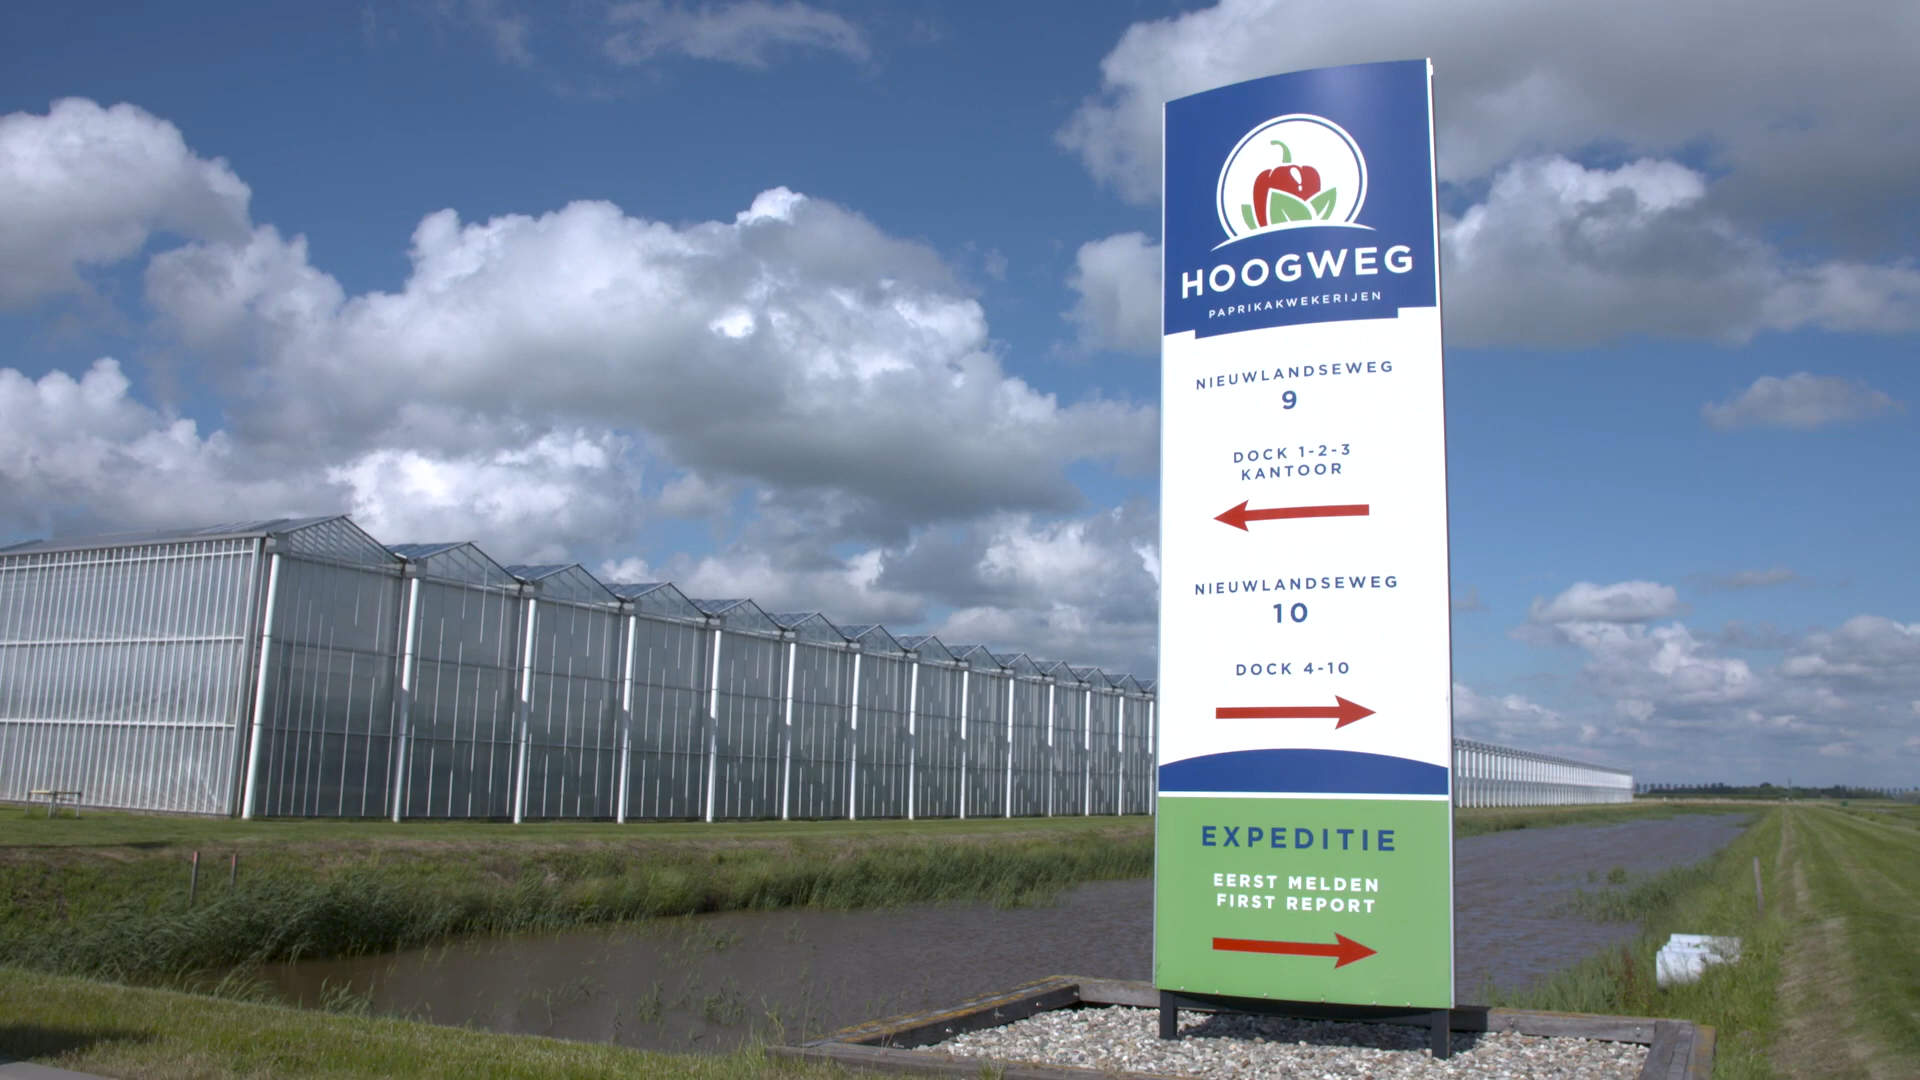 HOOGWEG
PAPRIKAKWEKERIJEN
NIEUWLANDSEWEG
9
DOCK 1-2-3
KANTOOR
NIEUWLANDSEWEG
10
DOCK 4-10
EXPEDITIE
EERST MELDEN
FIRST REPORT